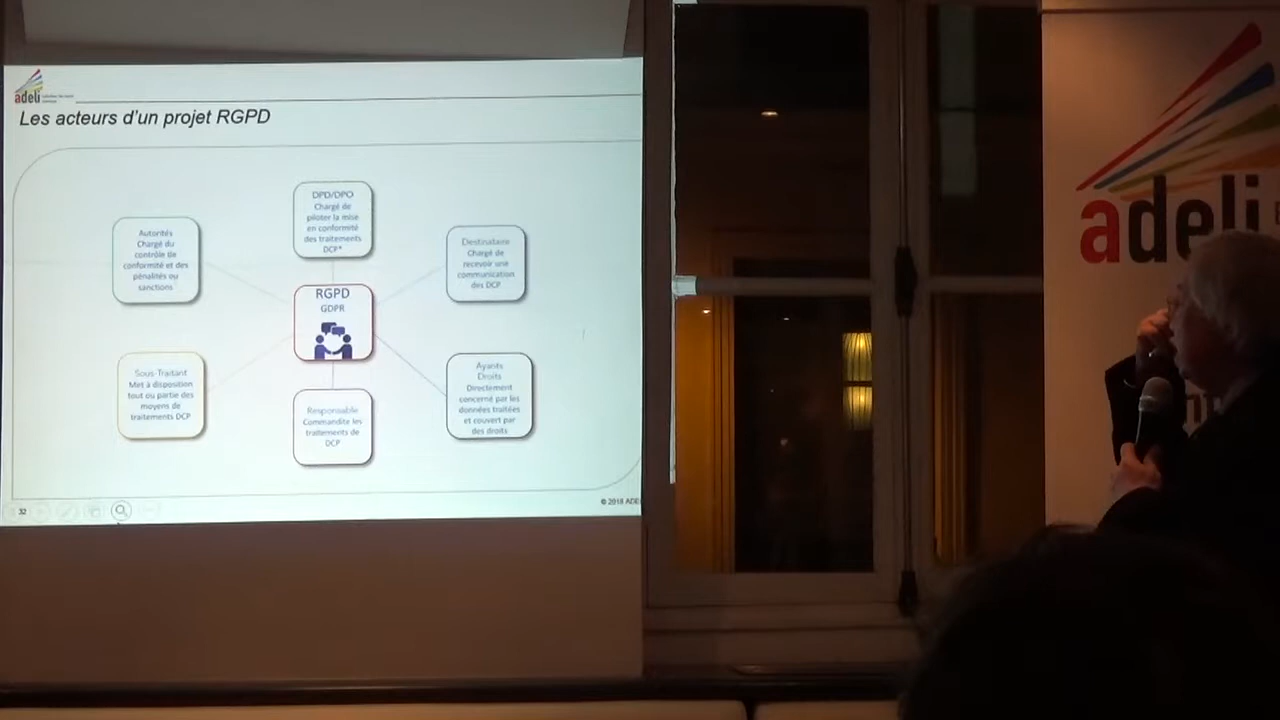 adeli
Les acteurs d'un projet RGPD
DPD/DPO
Chargé de
piloter la mise
en conformité
des traitements
DCP*
Autorités
Chargé du
contrôle de
conformité et des
pénalités ou
sanctions
Destinataire
Chargé de
recevoir une
communication
des DCP
RGPD
GDPR
Sous-Traitant
Met à disposition
tout ou partie des
moyens de
traitements DCP
Responsable
Commandite les
traitements de
DCP
Ayants
Droits
Directement
concerné par les
données traitées
et couvert par
des droits
32
© 2018 ADE
adeli